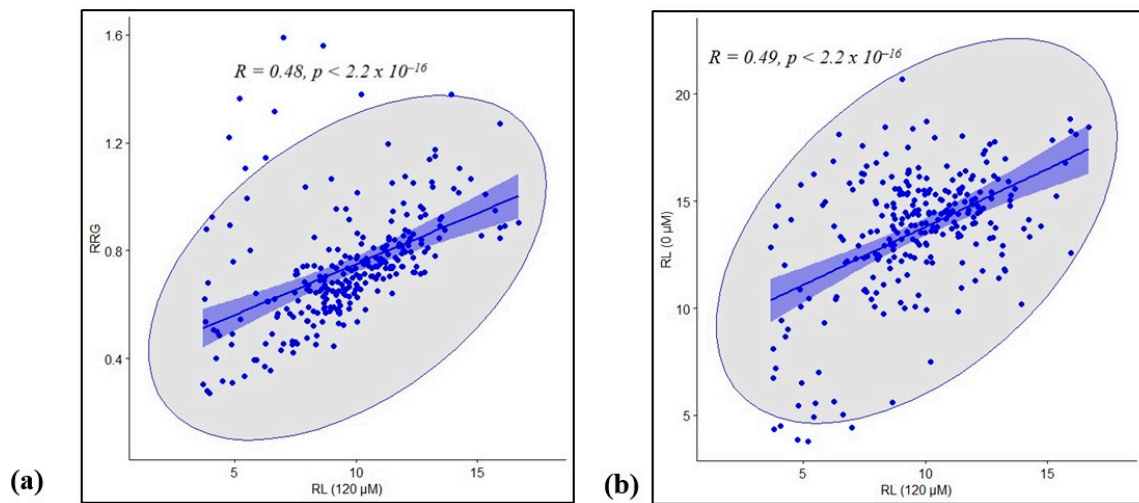 1.6
1.2
0.8
0.4
RRG
R = 0.48, p < 2.2 x 10⁻¹⁶
5
10
15
RL (120 µM)
(a)
20
15
10
5
RL (0 µM)
R = 0.49, p < 2.2 x 10⁻¹⁶
5
10
15
RL (120 µM)
(b)